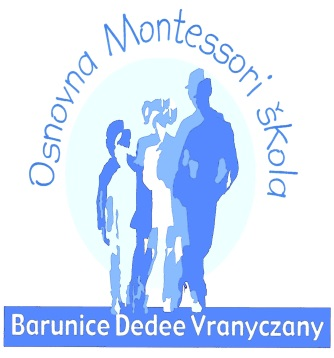 Osnovna Montessori škola
Barunice Dedee Vranyczany